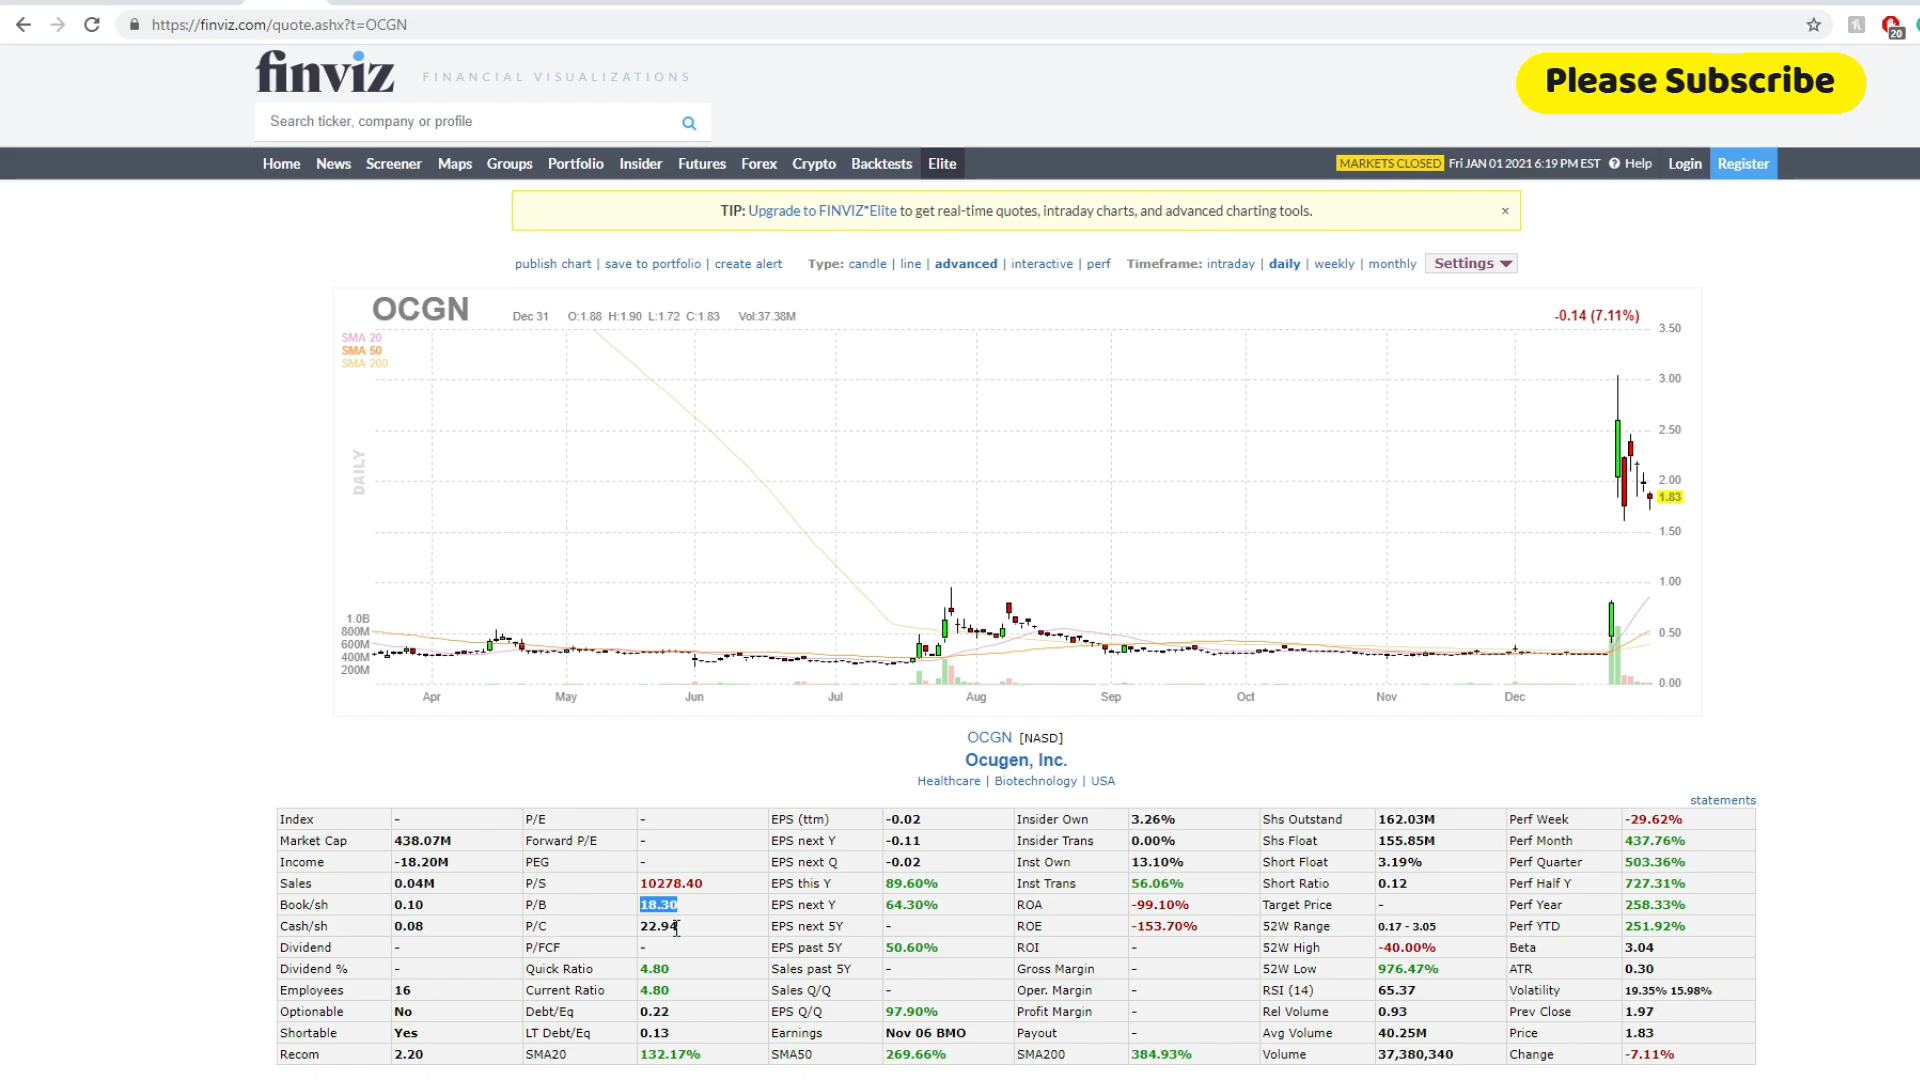 https://finviz.com/quote.ashx?t=OCGN
20
finviz FINANCIAL VISUALIZATIONS
Please Subscribe
Search ticker, company or profile
Home News Screener Maps Groups Portfolio Insider Futures Forex Crypto Backtests Elite MARKETS CLOSED Fri JAN 01 2021 6:19 PM EST Help Login Register
TIP: Upgrade to FINVIZ*Elite to get real-time quotes, intraday charts, and advanced charting tools. ×
publish chart | save to portfolio | create alert Type: candle | line | advanced | interactive | perf Timeframe: intraday | daily | weekly | monthly Settings
OCGN Dec 31 O:1.88 H:1.90 L:1.72 C:1.83 Vol:37.38M -0.14 (7.11%)
SMA 20
SMA 50
SMA 200
DAILY
3.50
3.00
2.50
2.00
1.83
1.50
1.00
0.50
0.00
1.0B
800M
600M
400M
200M
Apr May Jun Jul Aug Sep Oct Nov Dec
OCGN [NASD]
Ocugen, Inc.
Healthcare | Biotechnology | USA
statements
Index - P/E - EPS (ttm) -0.02 Insider Own 3.26% Shs Outstand 162.03M Perf Week -29.62%
Market Cap 438.07M Forward P/E - EPS next Y -0.11 Insider Trans 0.00% Shs Float 155.85M Perf Month 437.76%
Income -18.20M PEG - EPS next Q -0.02 Inst Own 13.10% Short Float 3.19% Perf Quarter 503.36%
Sales 0.04M P/S 10278.40 EPS this Y 89.60% Inst Trans 56.06% Short Ratio 0.12 Perf Half Y 727.31%
Book/sh 0.10 P/B 18.30 EPS next Y 64.30% ROA -99.10% Target Price - Perf Year 258.33%
Cash/sh 0.08 P/C 22.94 EPS next 5Y - ROE -153.70% 52W Range 0.17 - 3.05 Perf YTD 251.92%
Dividend - P/FCF - EPS past 5Y 50.60% ROI - 52W High -40.00% Beta 3.04
Dividend % - Quick Ratio 4.80 Sales past 5Y - Gross Margin - 52W Low 976.47% ATR 0.30
Employees 16 Current Ratio 4.80 Sales Q/Q - Oper. Margin - RSI (14) 65.37 Volatility 19.35% 15.98%
Optionable No Debt/Eq 0.22 EPS Q/Q 97.90% Profit Margin - Rel Volume 0.93 Prev Close 1.97
Shortable Yes LT Debt/Eq 0.13 Earnings Nov 06 BMO Payout - Avg Volume 40.25M Price 1.83
Recom 2.20 SMA20 132.17% SMA50 269.66% SMA200 384.93% Volume 37,380,340 Change -7.11%